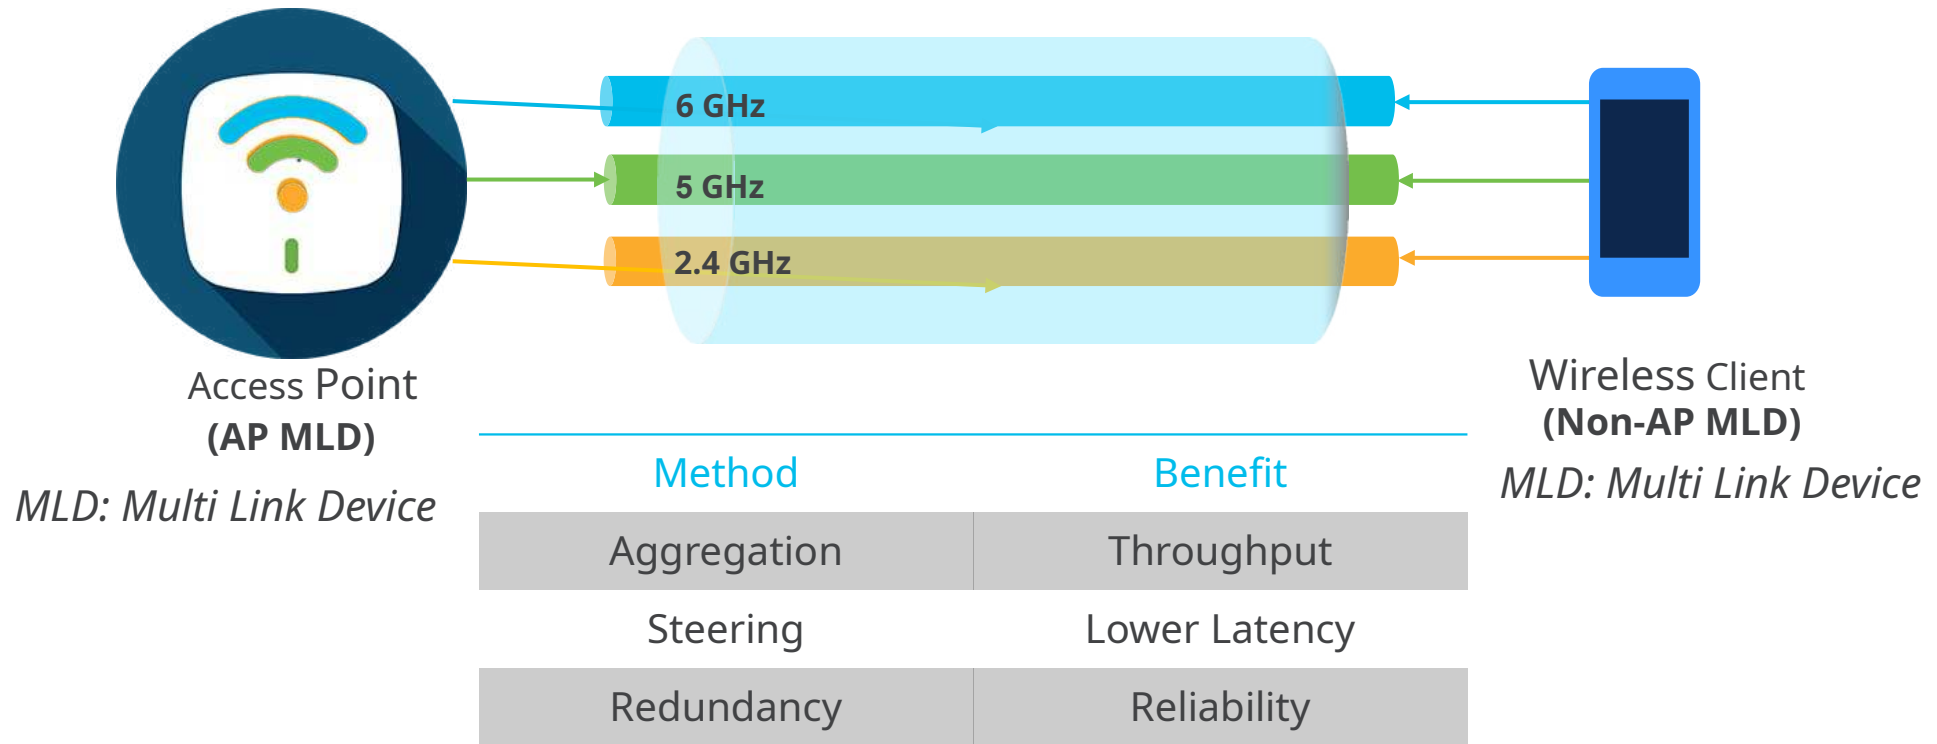 6 GHz
5 GHz
2.4 GHz
Access Point
(AP MLD)
MLD: Multi Link Device
Wireless Client
(Non-AP MLD)
MLD: Multi Link Device
Method Benefit
Aggregation Throughput
Steering Lower Latency
Redundancy Reliability